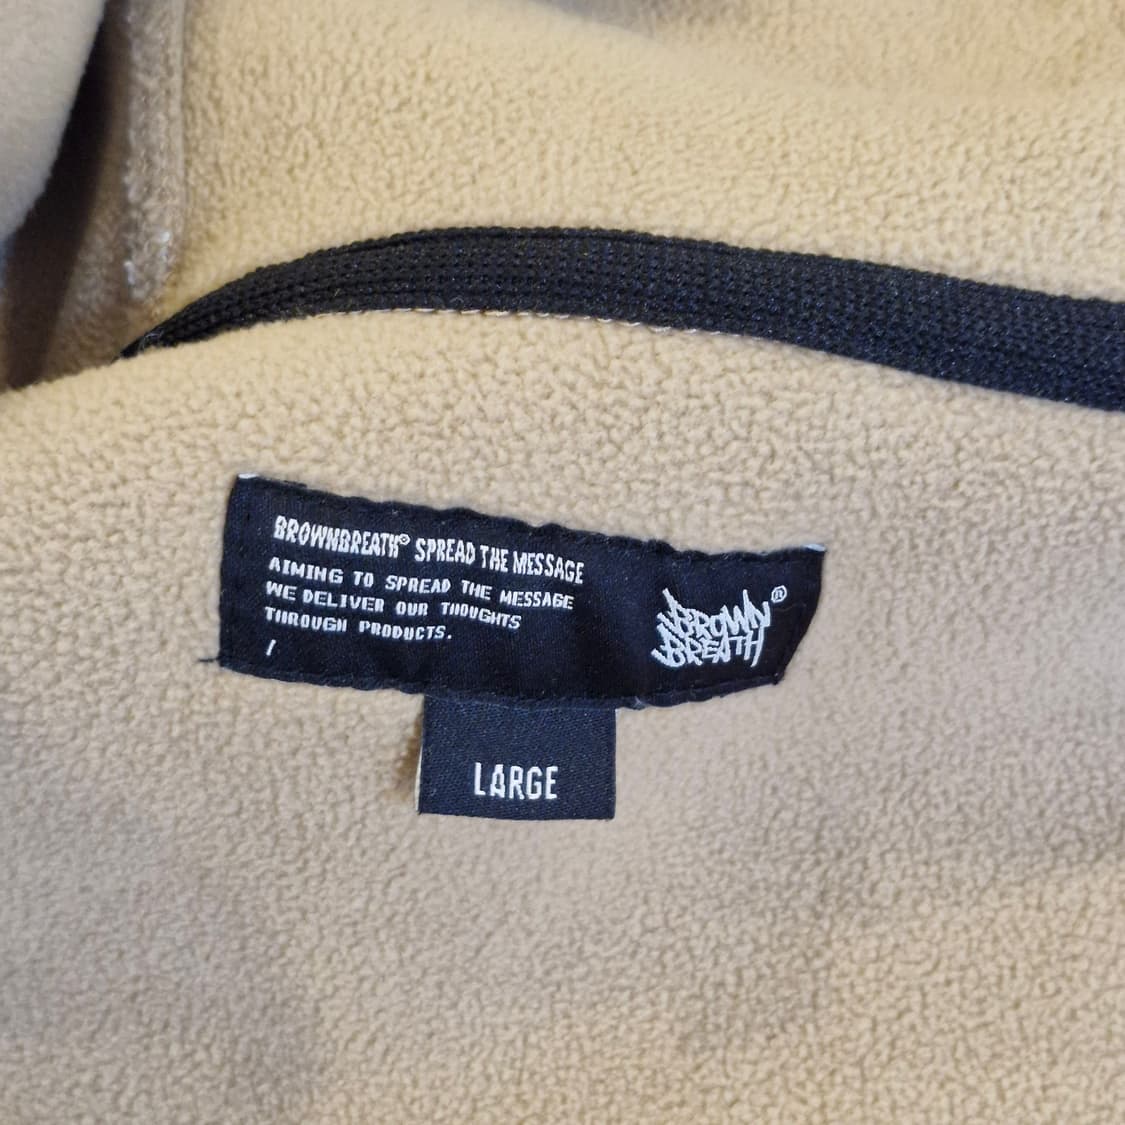 BROWNBREATH® SPREAD THE MESSAGE
AIMING TO SPREAD THE MESSAGE
WE DELIVER OUR THOUGHTS
THROUGH PRODUCTS.
/
BROWN®
BREATH
LARGE